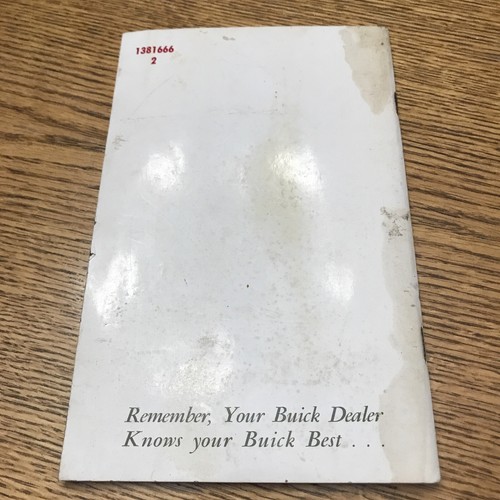 1381666
2
Remember, Your Buick Dealer
Knows your Buick Best . . .